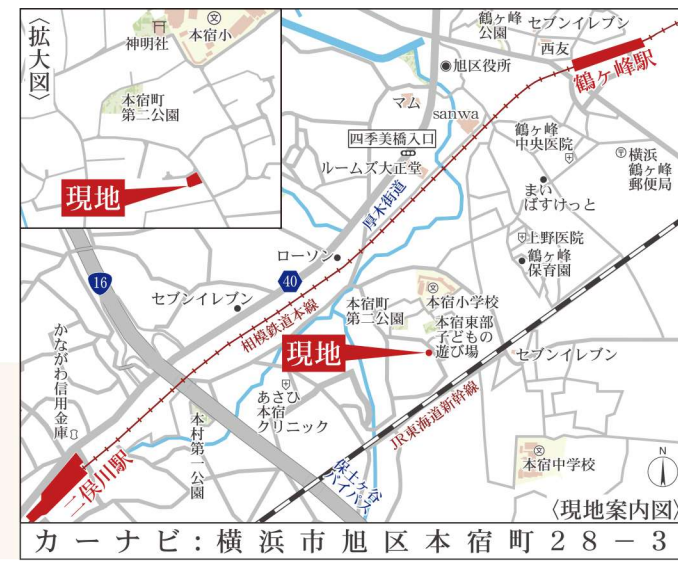 〈拡大図〉
神明社
本宿小
本宿町
第二公園
現地
鶴ヶ峰
公園
セブンイレブン
西友
旭区役所
鶴ヶ峰駅
マム
sanwa
四季美橋入口
ルームズ大正堂
鶴ヶ峰
中央医院
横浜
鶴ヶ峰
郵便局
まい
ばすけっと
厚木街道
上野医院
鶴ヶ峰
保育園
ローソン
16
40
セブンイレブン
相模鉄道本線
本宿町
第二公園
本宿小学校
本宿東部
子どもの
遊び場
現地
セブンイレブン
かながわ信用金庫
あさひ
本宿
クリニック
JR東海道新幹線
本村第一公園
二俣川駅
保土ヶ谷
バイパス
本宿中学校
N
〈現地案内図〉
カーナビ:横浜市旭区本宿町28-3